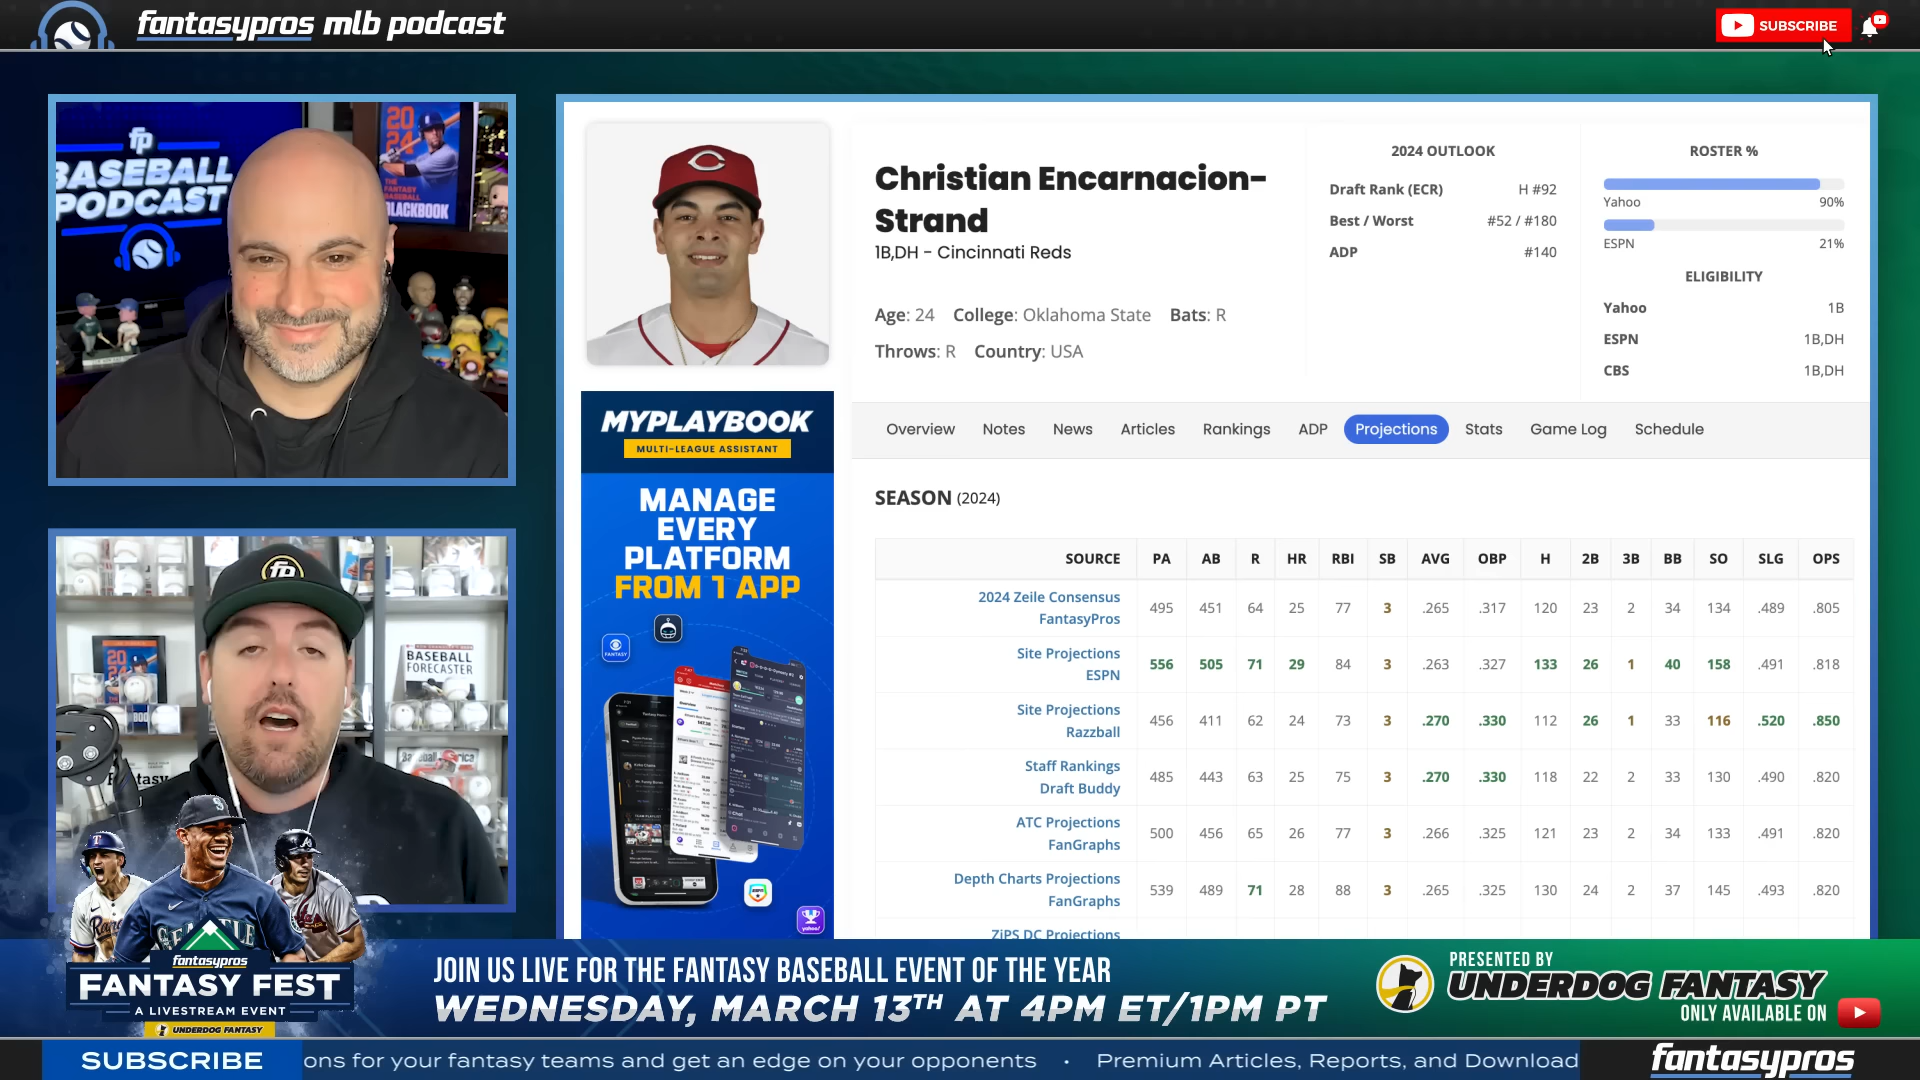 fantasypros mlb podcast
SUBSCRIBE
fp
BASEBALL
PODCAST
2024
THE
FANTASY
BASEBALL
BLACKBOOK
Christian Encarnacion-
Strand
1B,DH - Cincinnati Reds
Age: 24 College: Oklahoma State Bats: R
Throws: R Country: USA
2024 OUTLOOK
Draft Rank (ECR) H #92
Best / Worst #52 / #180
ADP #140
ROSTER %
Yahoo 90%
ESPN 21%
ELIGIBILITY
Yahoo 1B
ESPN 1B,DH
CBS 1B,DH
Overview Notes News Articles Rankings ADP Projections Stats Game Log Schedule
MYPLAYBOOK
MULTI-LEAGUE ASSISTANT
MANAGE
EVERY
PLATFORM
FROM 1 APP
FANTASY
yahoo!
SEASON (2024)
SOURCE PA AB R HR RBI SB AVG OBP H 2B 3B BB SO SLG OPS
2024 Zeile Consensus
FantasyPros 495 451 64 25 77 3 .265 .317 120 23 2 34 134 .489 .805
Site Projections
ESPN 556 505 71 29 84 3 .263 .327 133 26 1 40 158 .491 .818
Site Projections
Razzball 456 411 62 24 73 3 .270 .330 112 26 1 33 116 .520 .850
Staff Rankings
Draft Buddy 485 443 63 25 75 3 .270 .330 118 22 2 33 130 .490 .820
ATC Projections
FanGraphs 500 456 65 26 77 3 .266 .325 121 23 2 34 133 .491 .820
Depth Charts Projections
FanGraphs 539 489 71 28 88 3 .265 .325 130 24 2 37 145 .493 .820
ZiPS DC Projections
fp
BASEBALL
FORECASTER
fantasypros
FANTASY FEST
A LIVESTREAM EVENT
UNDERDOG FANTASY
JOIN US LIVE FOR THE FANTASY BASEBALL EVENT OF THE YEAR
WEDNESDAY, MARCH 13TH AT 4PM ET/1PM PT
PRESENTED BY
UNDERDOG FANTASY
ONLY AVAILABLE ON
SUBSCRIBE
ons for your fantasy teams and get an edge on your opponents • Premium Articles, Reports, and Download
fantasypros